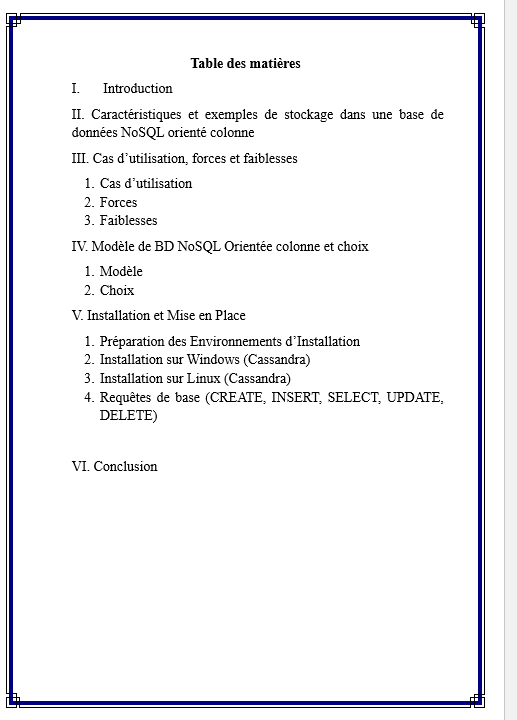 Table des matières
I. Introduction
II. Caractéristiques et exemples de stockage dans une base de
données NoSQL orienté colonne
III. Cas d'utilisation, forces et faiblesses
1. Cas d'utilisation
2. Forces
3. Faiblesses
IV. Modèle de BD NoSQL Orientée colonne et choix
1. Modèle
2. Choix
V. Installation et Mise en Place
1. Préparation des Environnements d'Installation
2. Installation sur Windows (Cassandra)
3. Installation sur Linux (Cassandra)
4. Requêtes de base (CREATE, INSERT, SELECT, UPDATE,
DELETE)
VI. Conclusion